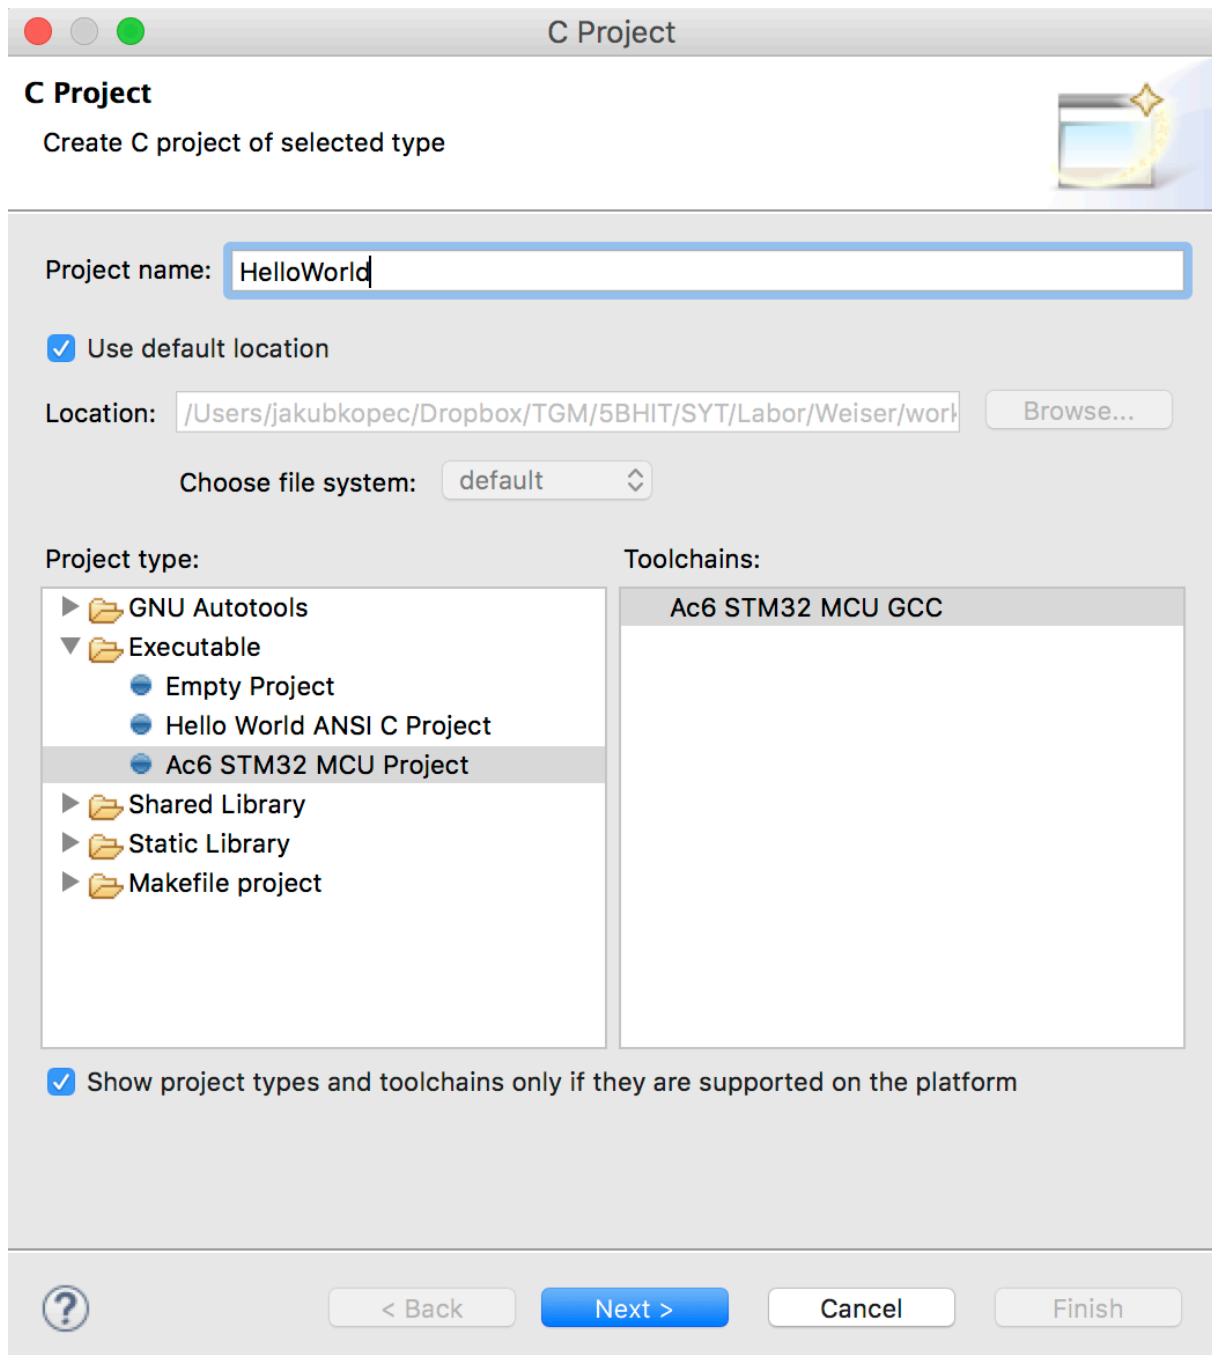 C Project
C Project
Create C project of selected type
Project name: HelloWorld
Use default location
Location: /Users/jakubkopec/Dropbox/TGM/5BHIT/SYT/Labor/Weiser/work Browse...
Choose file system: default
Project type: Toolchains:
GNU Autotools Ac6 STM32 MCU GCC
Executable
Empty Project
Hello World ANSI C Project
Ac6 STM32 MCU Project
Shared Library
Static Library
Makefile project
Show project types and toolchains only if they are supported on the platform
? < Back Next > Cancel Finish